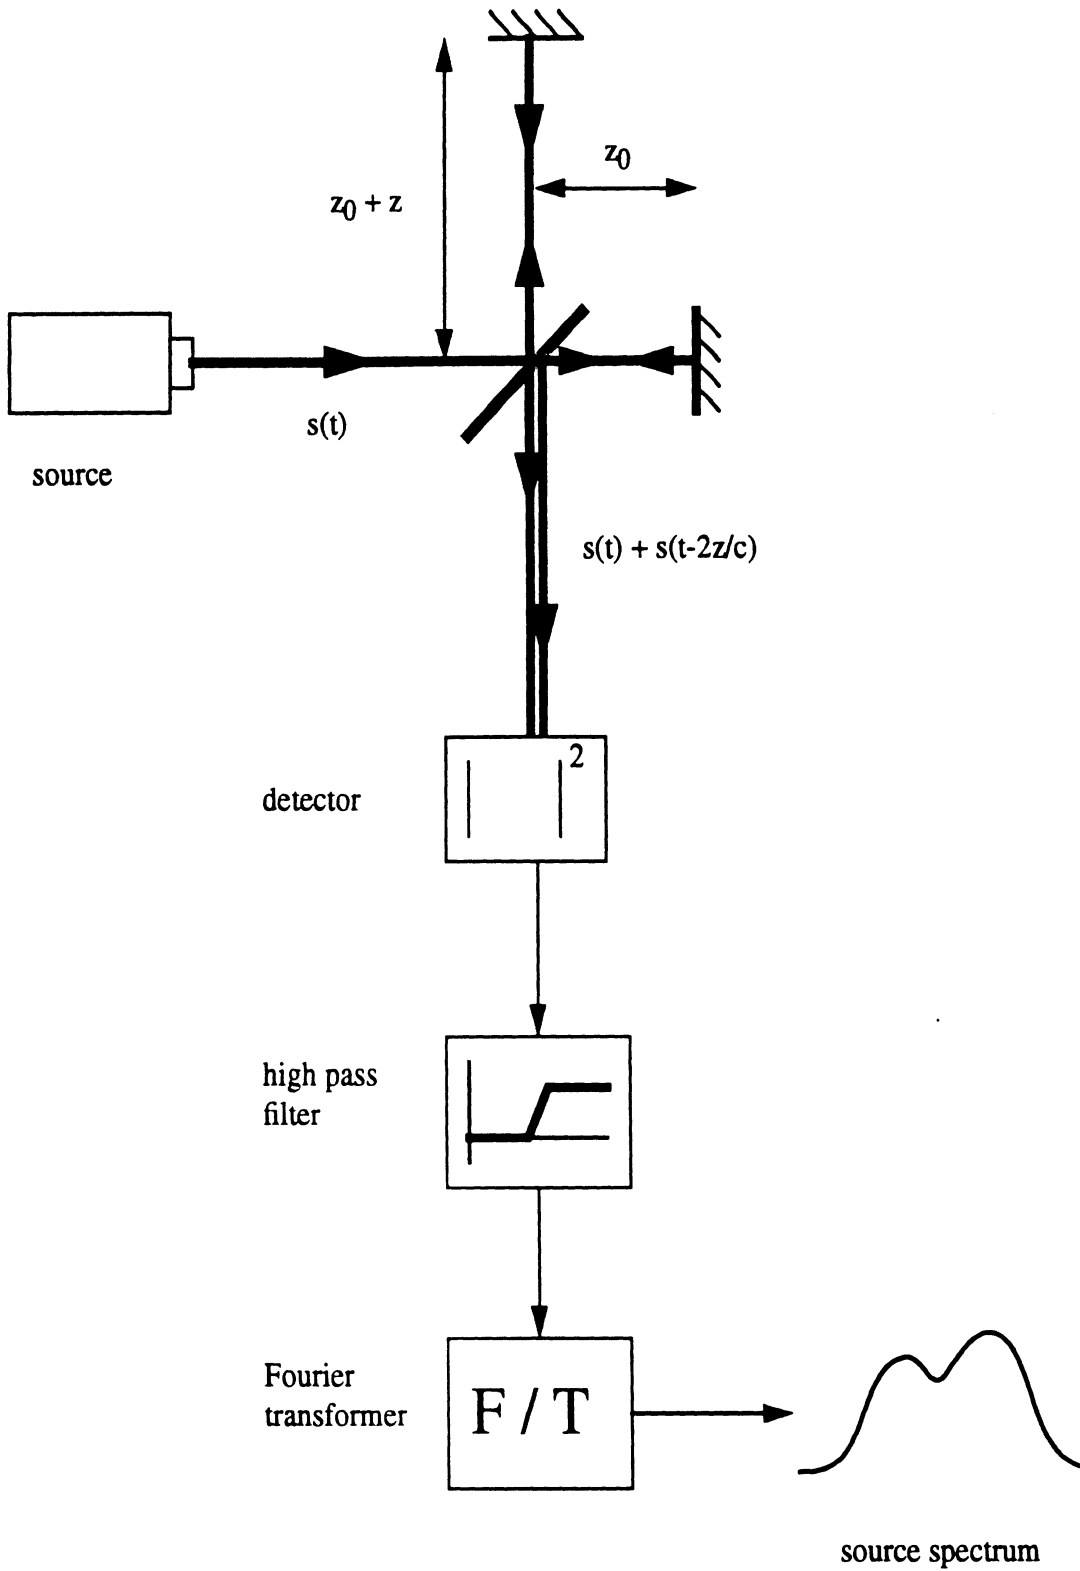 z₀
z₀ + z
s(t)
source
s(t) + s(t-2z/c)
2
detector
high pass
filter
Fourier
transformer
F / T
source spectrum